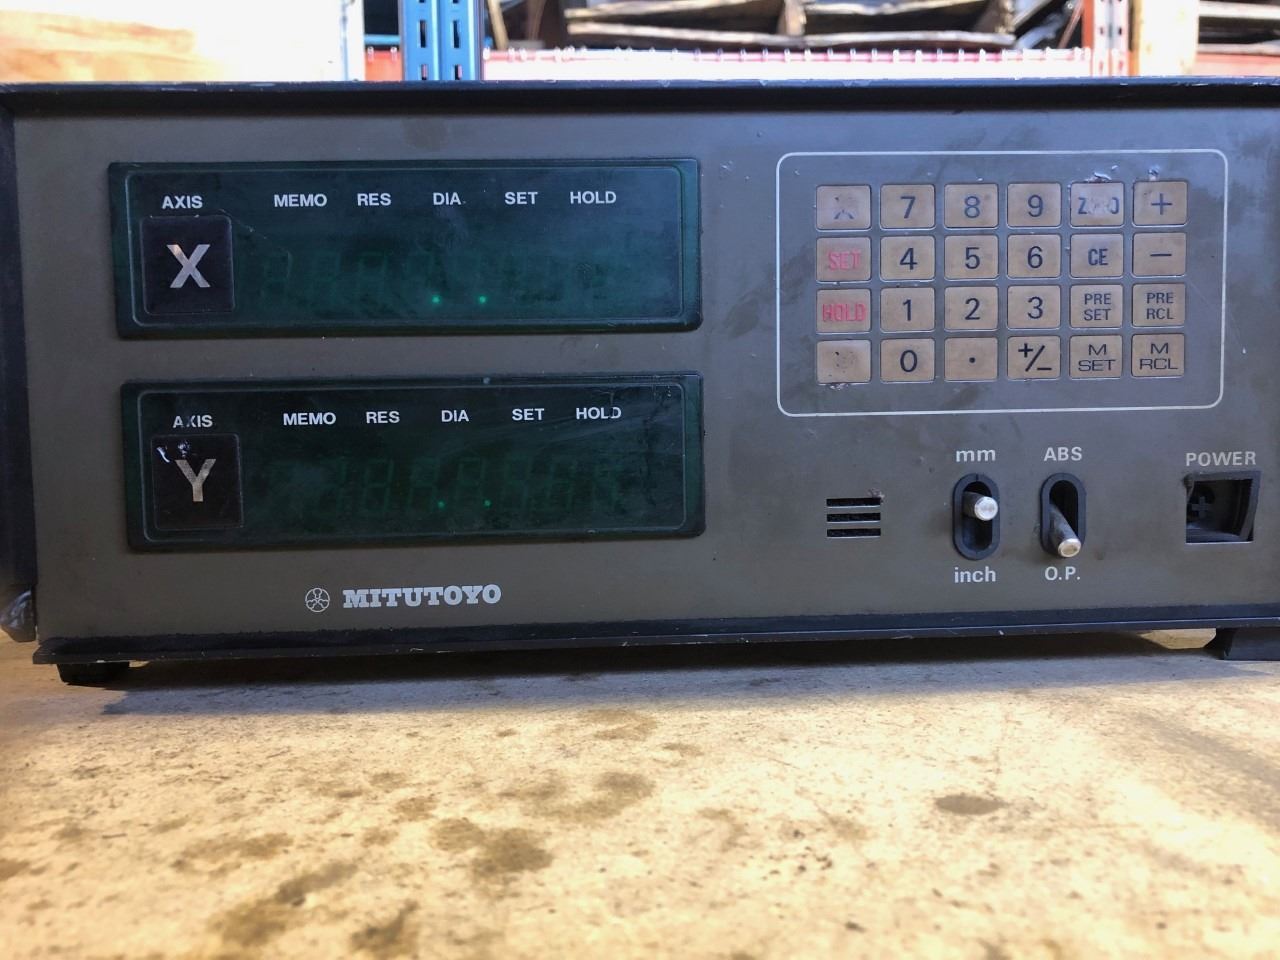 AXIS MEMO RES DIA SET HOLD
X
AXIS MEMO RES DIA SET HOLD
Y
MITUTOYO
X 7 8 9 ZERO +
SET 4 5 6 CE −
HOLD 1 2 3 PRE SET PRE RCL
0 . +/− M SET M RCL
mm ABS POWER
inch O.P.